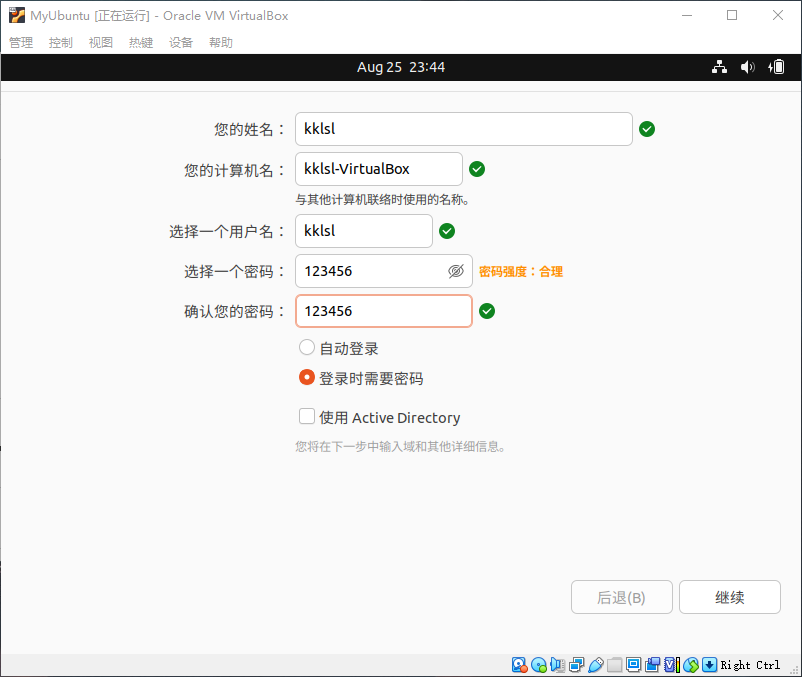 MyUbuntu [正在运行] - Oracle VM VirtualBox
管理 控制 视图 热键 设备 帮助
Aug 25 23:44
您的姓名： kklsl
您的计算机名： kklsl-VirtualBox
与其他计算机联络时使用的名称。
选择一个用户名： kklsl
选择一个密码： 123456 密码强度：合理
确认您的密码： 123456
自动登录
登录时需要密码
使用 Active Directory
您将在下一步中输入域和其他详细信息。
后退(B) 继续
Right Ctrl